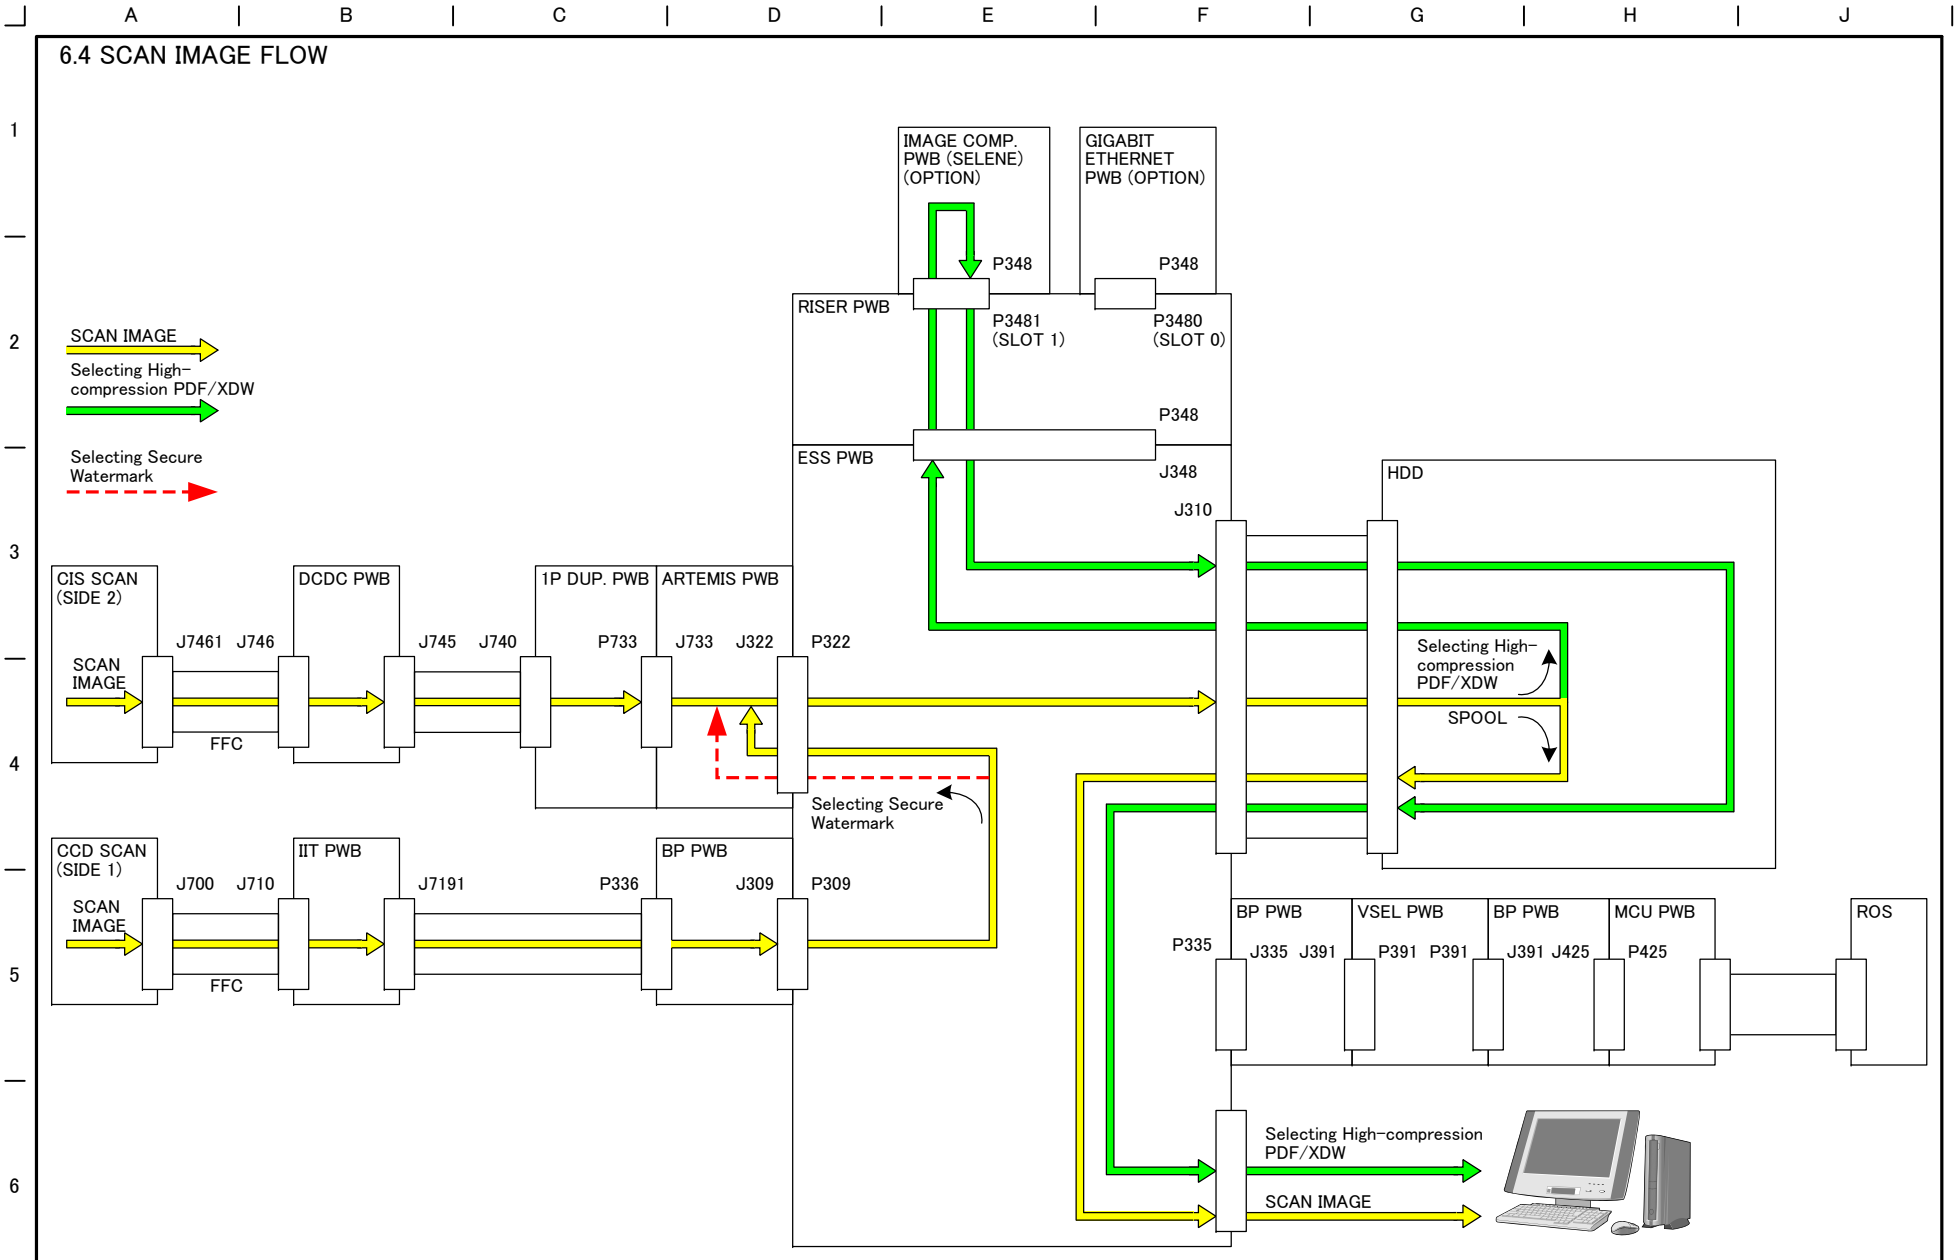 A B C D E F G H J
6.4 SCAN IMAGE FLOW
1
IMAGE COMP.
PWB (SELENE)
(OPTION)
GIGABIT
ETHERNET
PWB (OPTION)
P348
P348
RISER PWB
P3481
(SLOT 1)
P3480
(SLOT 0)
2
SCAN IMAGE
Selecting High-
compression PDF/XDW
Selecting Secure
Watermark
P348
ESS PWB
J348
J310
HDD
3
CIS SCAN
(SIDE 2)
DCDC PWB
1P DUP. PWB
ARTEMIS PWB
J7461
J746
J745
J740
P733
J733
J322
P322
SCAN
IMAGE
FFC
Selecting High-
compression
PDF/XDW
SPOOL
4
Selecting Secure
Watermark
CCD SCAN
(SIDE 1)
IIT PWB
BP PWB
J700
J710
J7191
P336
J309
P309
SCAN
IMAGE
FFC
5
BP PWB
VSEL PWB
BP PWB
MCU PWB
ROS
P335
J335
J391
P391
P391
J391
J425
P425
6
Selecting High-compression
PDF/XDW
SCAN IMAGE